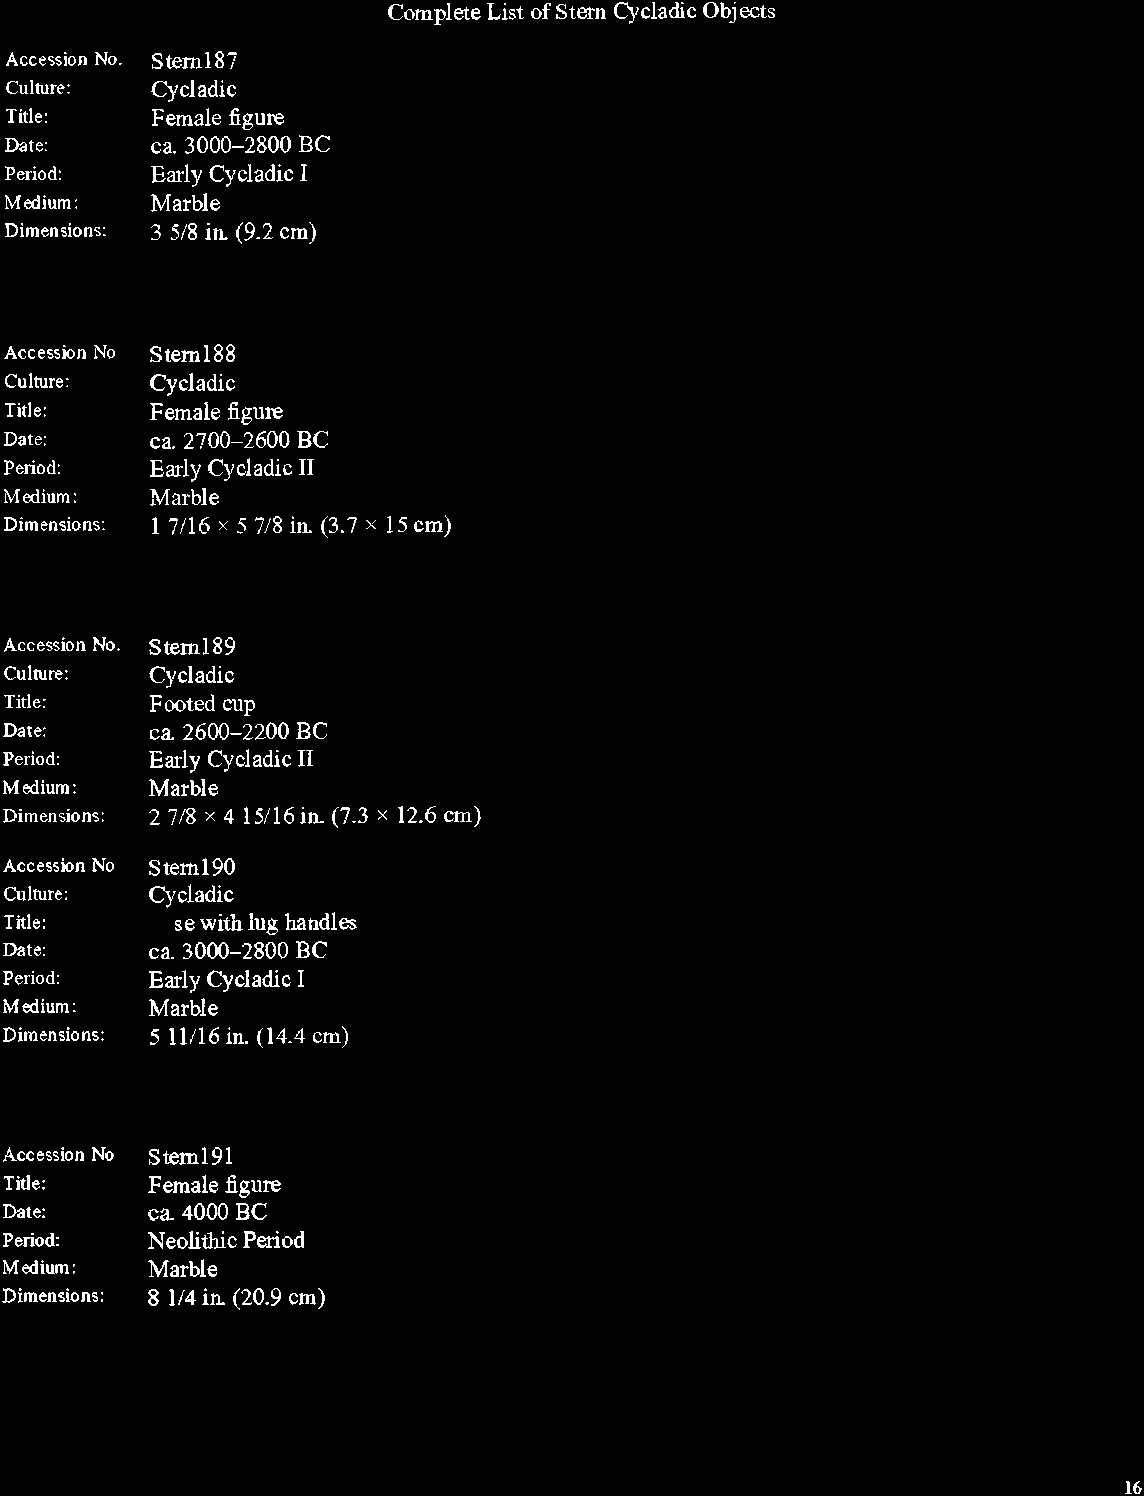 Complete List of Stern Cycladic Objects
Accession No. Stern187
Culture: Cycladic
Title: Female figure
Date: ca. 3000–2800 BC
Period: Early Cycladic I
Medium: Marble
Dimensions: 3 5/8 in. (9.2 cm)
Accession No Stern188
Culture: Cycladic
Title: Female figure
Date: ca. 2700–2600 BC
Period: Early Cycladic II
Medium: Marble
Dimensions: 1 7/16 × 5 7/8 in. (3.7 × 15 cm)
Accession No. Stern189
Culture: Cycladic
Title: Footed cup
Date: ca. 2600–2200 BC
Period: Early Cycladic II
Medium: Marble
Dimensions: 2 7/8 × 4 15/16 in. (7.3 × 12.6 cm)
Accession No Stern190
Culture: Cycladic
Title: se with lug handles
Date: ca. 3000–2800 BC
Period: Early Cycladic I
Medium: Marble
Dimensions: 5 11/16 in. (14.4 cm)
Accession No Stern191
Title: Female figure
Date: ca. 4000 BC
Period: Neolithic Period
Medium: Marble
Dimensions: 8 1/4 in. (20.9 cm)
16